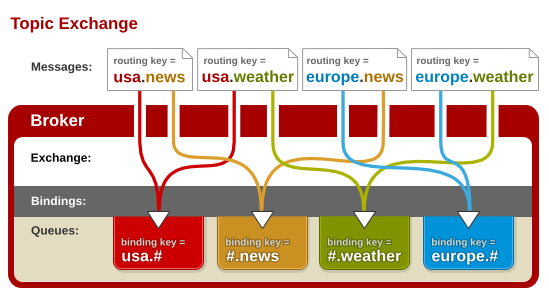 Topic Exchange
Messages:
routing key =
usa.news
routing key =
usa.weather
routing key =
europe.news
routing key =
europe.weather
Broker
Exchange:
Bindings:
Queues:
binding key =
usa.#
binding key =
#.news
binding key =
#.weather
binding key =
europe.#